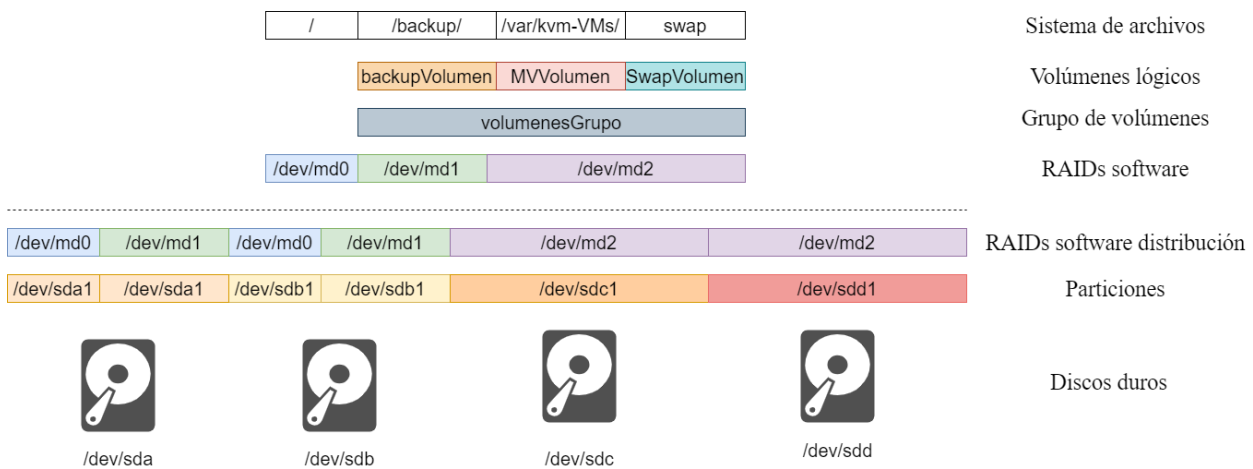 / /backup/ /var/kvm-VMs/ swap Sistema de archivos
backupVolumen MVVolumen SwapVolumen Volúmenes lógicos
volumenesGrupo Grupo de volúmenes
/dev/md0 /dev/md1 /dev/md2 RAIDs software
/dev/md0 /dev/md1 /dev/md0 /dev/md1 /dev/md2 /dev/md2 RAIDs software distribución
/dev/sda1 /dev/sda1 /dev/sdb1 /dev/sdb1 /dev/sdc1 /dev/sdd1 Particiones
Discos duros
/dev/sda /dev/sdb /dev/sdc /dev/sdd